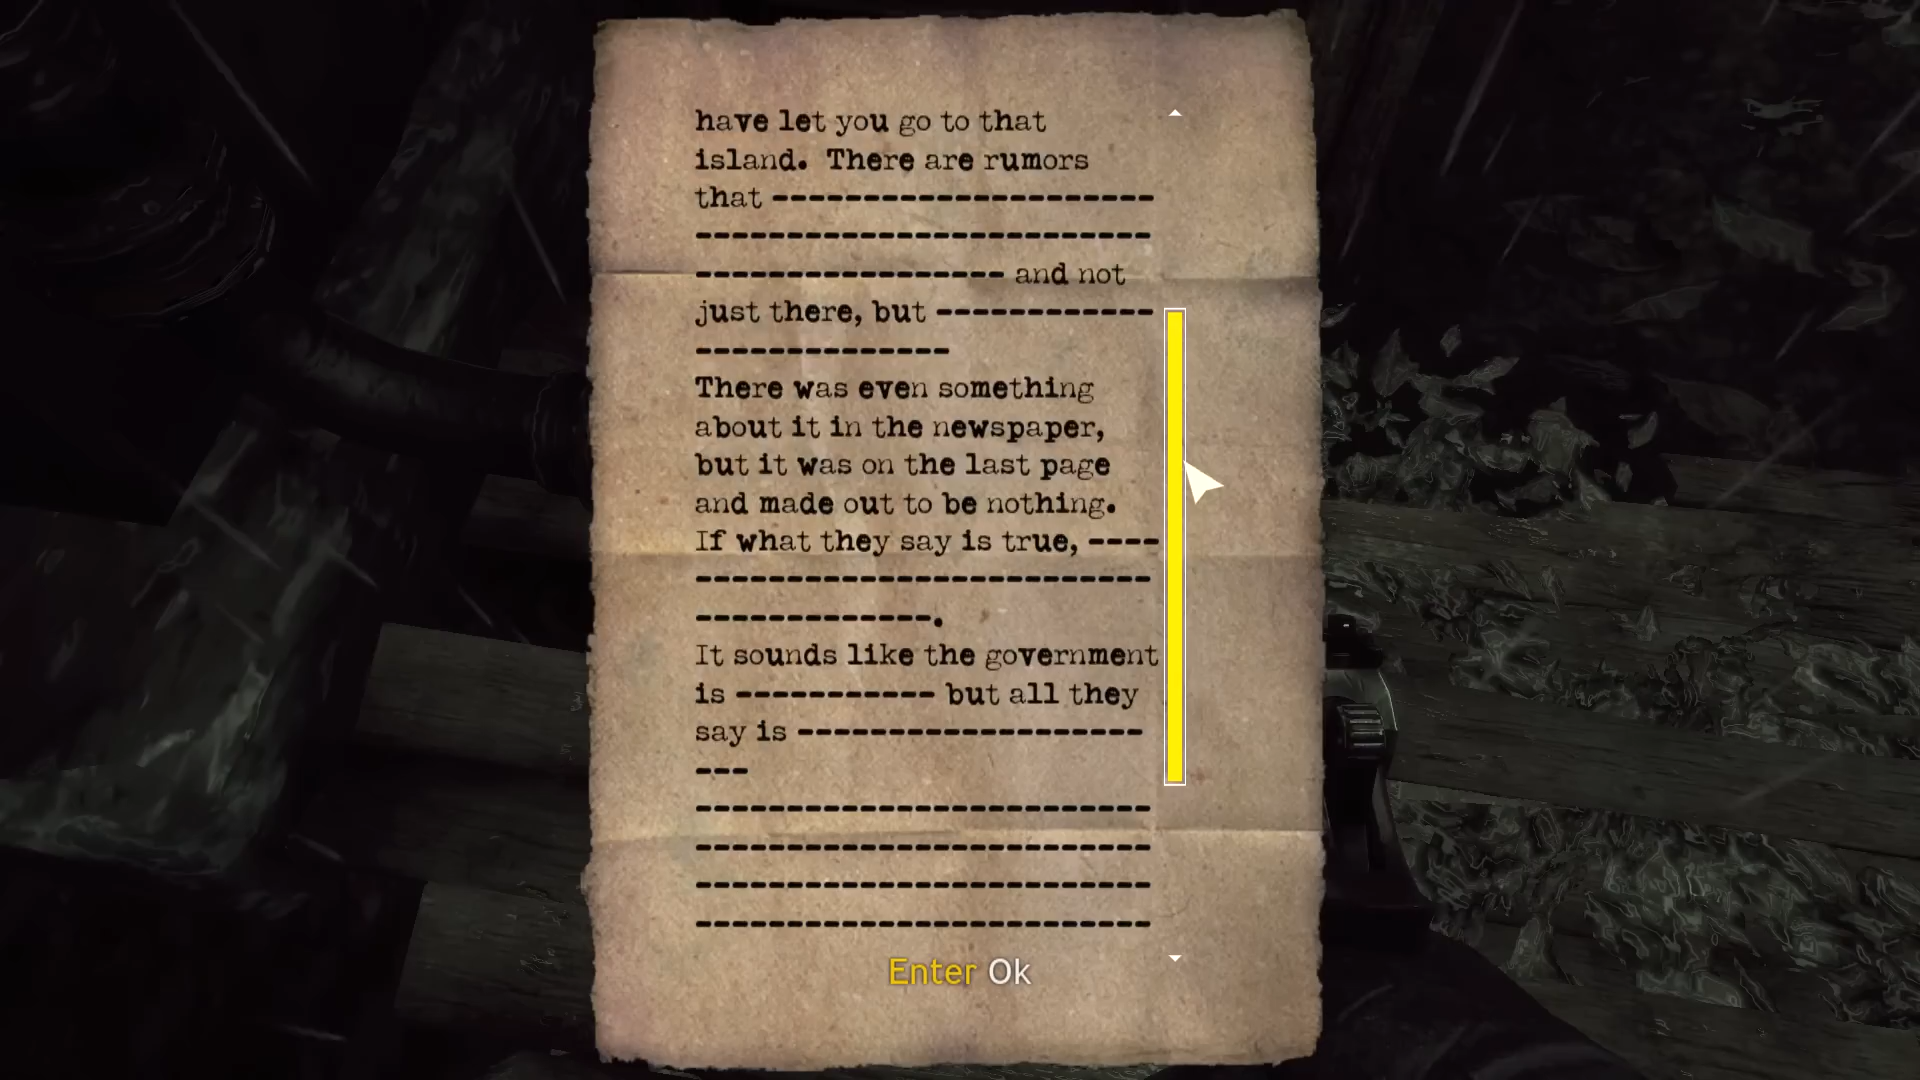 have let you go to that
island.  There are rumors
that ---------------------
-------------------------
----------------- and not
just there, but ------------
--------------
There was even something
about it in the newspaper,
but it was on the last page
and made out to be nothing.
If what they say is true, ----
-------------------------
-------------.
It sounds like the government
is ----------- but all they
say is -------------------
---
-------------------------
-------------------------
-------------------------
-------------------------
Enter Ok